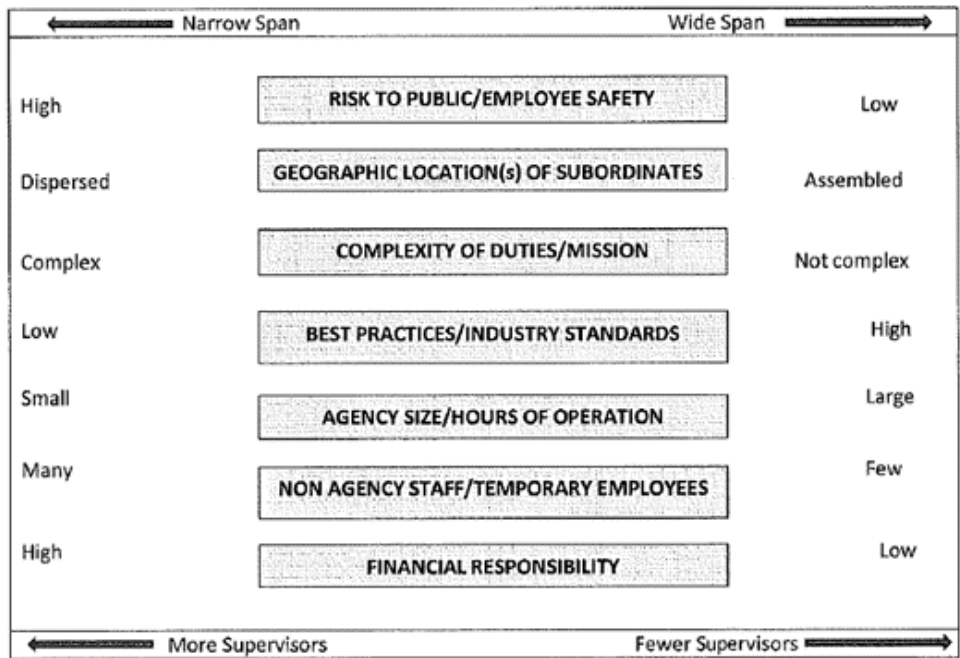 Narrow Span Wide Span
High RISK TO PUBLIC/EMPLOYEE SAFETY Low
Dispersed GEOGRAPHIC LOCATION(s) OF SUBORDINATES Assembled
Complex COMPLEXITY OF DUTIES/MISSION Not complex
Low BEST PRACTICES/INDUSTRY STANDARDS High
Small AGENCY SIZE/HOURS OF OPERATION Large
Many NON AGENCY STAFF/TEMPORARY EMPLOYEES Few
High FINANCIAL RESPONSIBILITY Low
More Supervisors Fewer Supervisors